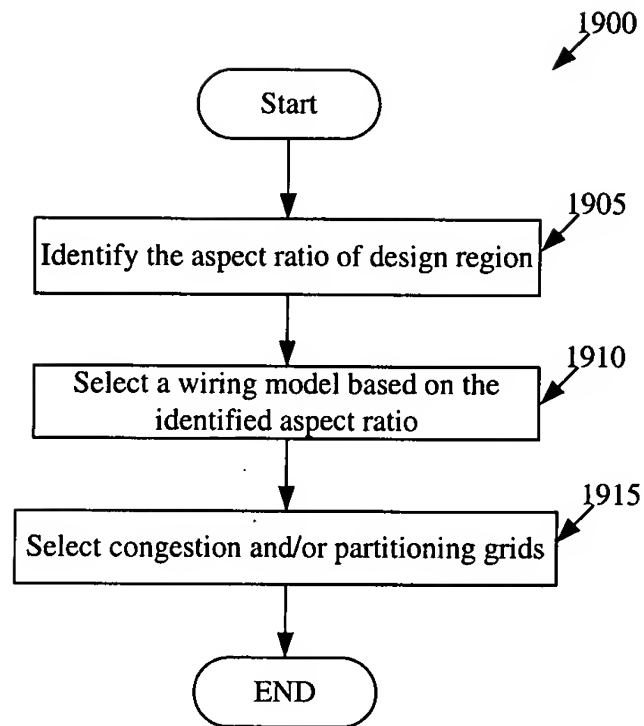 1900
Start
1905
Identify the aspect ratio of design region
1910
Select a wiring model based on the
identified aspect ratio
1915
Select congestion and/or partitioning grids
END